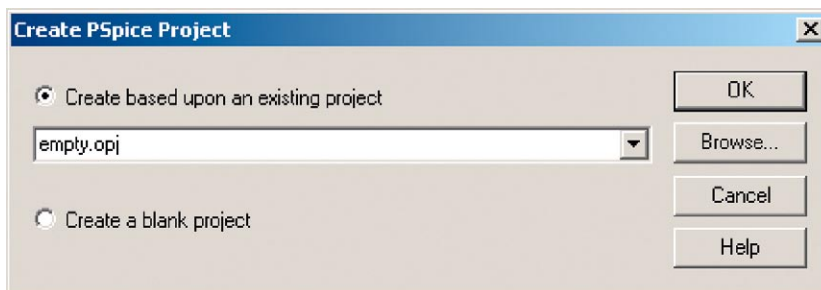 Create PSpice Project
Create based upon an existing project
empty.opj
Create a blank project
OK
Browse...
Cancel
Help